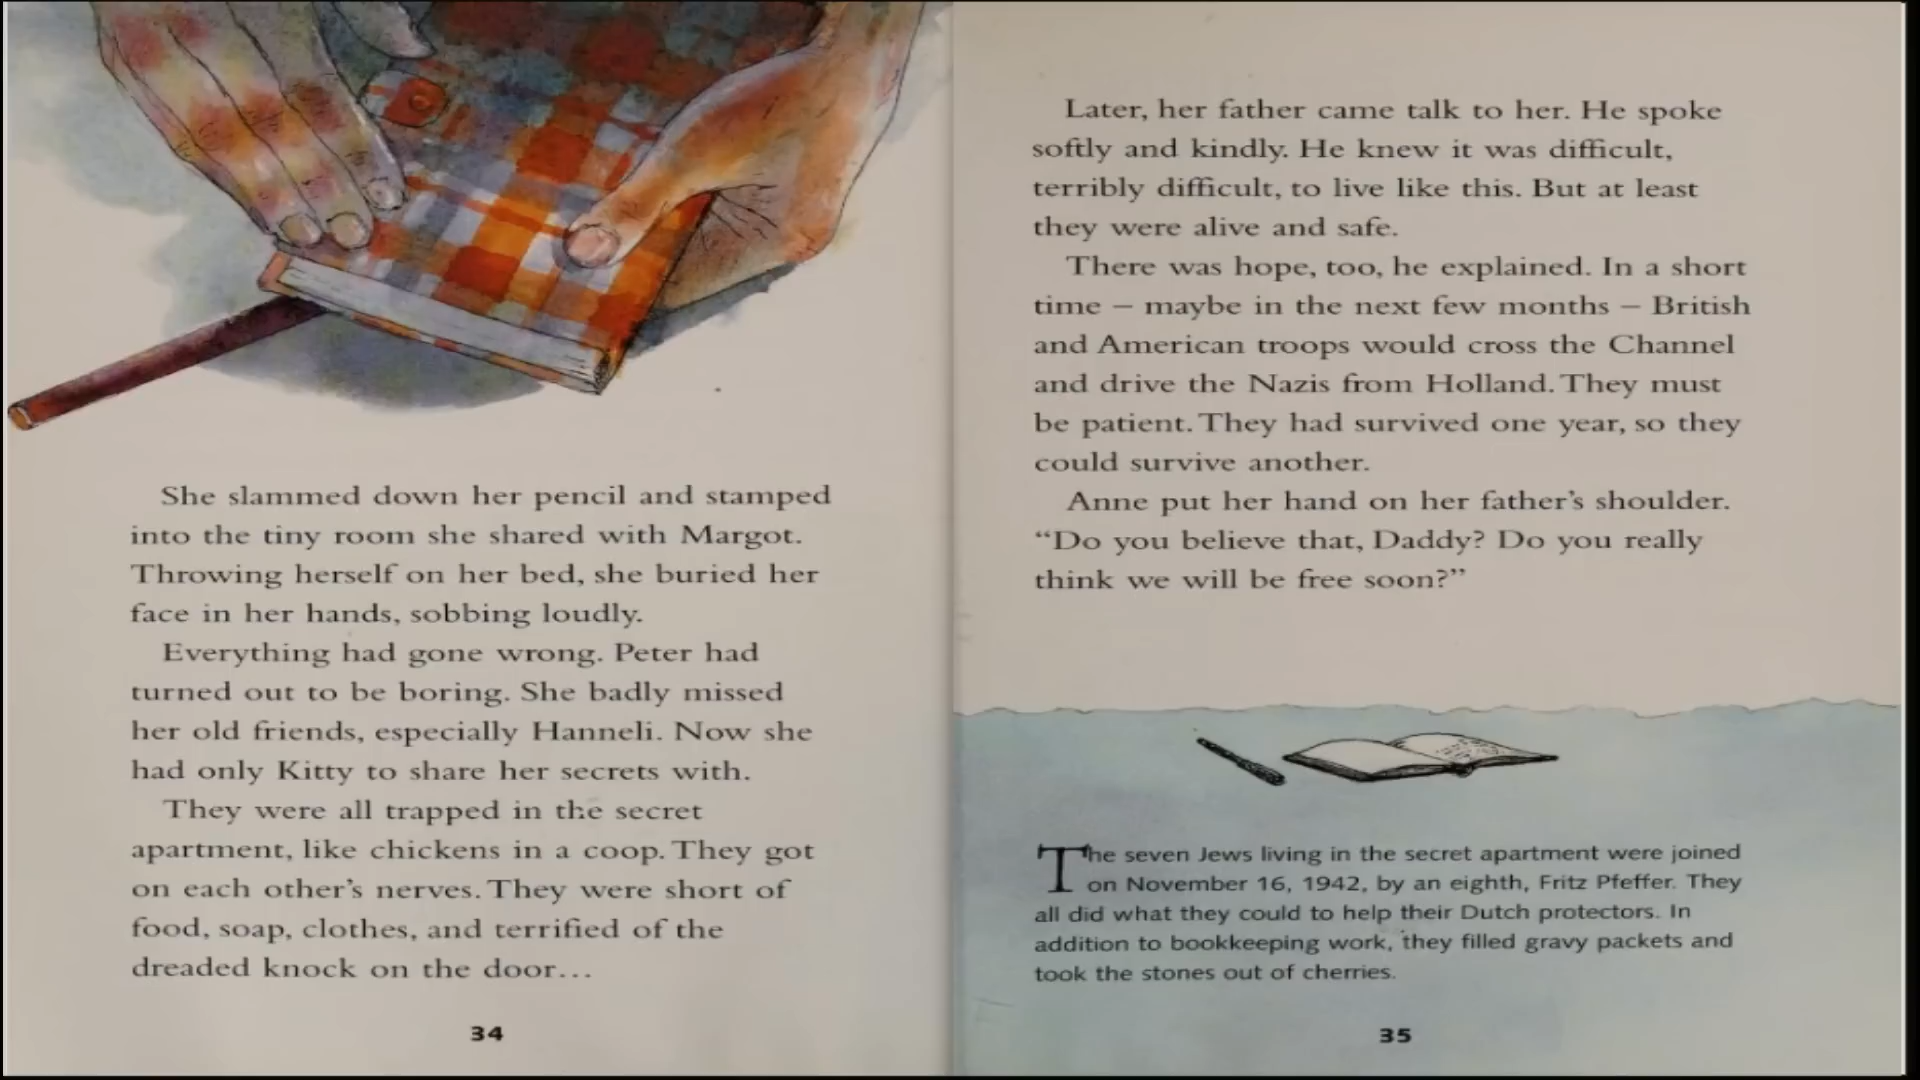 She slammed down her pencil and stamped
into the tiny room she shared with Margot.
Throwing herself on her bed, she buried her
face in her hands, sobbing loudly.
Everything had gone wrong. Peter had
turned out to be boring. She badly missed
her old friends, especially Hanneli. Now she
had only Kitty to share her secrets with.
They were all trapped in the secret
apartment, like chickens in a coop. They got
on each other's nerves. They were short of
food, soap, clothes, and terrified of the
dreaded knock on the door...
34
Later, her father came talk to her. He spoke
softly and kindly. He knew it was difficult,
terribly difficult, to live like this. But at least
they were alive and safe.
There was hope, too, he explained. In a short
time – maybe in the next few months – British
and American troops would cross the Channel
and drive the Nazis from Holland. They must
be patient. They had survived one year, so they
could survive another.
Anne put her hand on her father's shoulder.
“Do you believe that, Daddy? Do you really
think we will be free soon?”
The seven Jews living in the secret apartment were joined
on November 16, 1942, by an eighth, Fritz Pfeffer. They
all did what they could to help their Dutch protectors. In
addition to bookkeeping work, they filled gravy packets and
took the stones out of cherries.
35